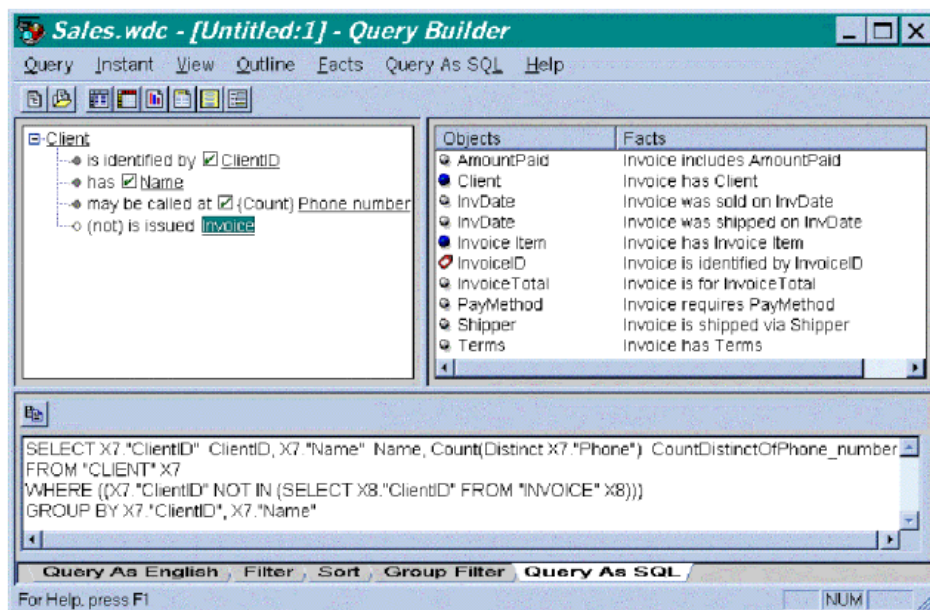 Sales.wdc - [Untitled:1] - Query Builder
Query Instant View Outline Facts Query As SQL Help
Client
is identified by ClientID
has Name
may be called at {Count} Phone number
(not) is issued Invoice
Objects Facts
AmountPaid Invoice includes AmountPaid
Client Invoice has Client
InvDate Invoice was sold on InvDate
InvDate Invoice was shipped on InvDate
Invoice Item Invoice has Invoice Item
InvoiceID Invoice is identified by InvoiceID
InvoiceTotal Invoice is for InvoiceTotal
PayMethod Invoice requires PayMethod
Shipper Invoice is shipped via Shipper
Terms Invoice has Terms
SELECT X7."ClientID" ClientID, X7."Name" Name, Count(Distinct X7."Phone") CountDistinctOfPhone_number
FROM "CLIENT" X7
WHERE ((X7."ClientID" NOT IN (SELECT X8."ClientID" FROM "INVOICE" X8)))
GROUP BY X7."ClientID", X7."Name"
Query As English Filter Sort Group Filter Query As SQL
For Help, press F1 NUM